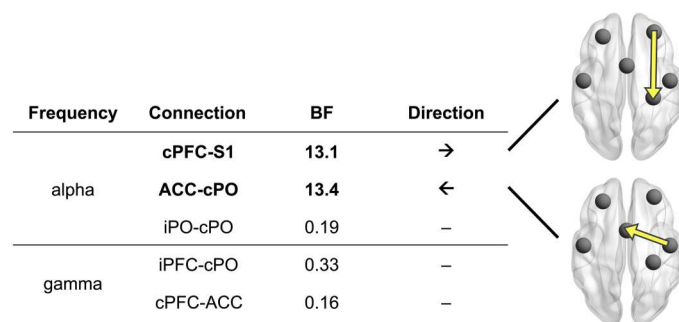 Frequency Connection BF Direction
cPFC-S1 13.1 →
alpha ACC-cPO 13.4 ←
iPO-cPO 0.19 –
iPFC-cPO 0.33 –
gamma
cPFC-ACC 0.16 –